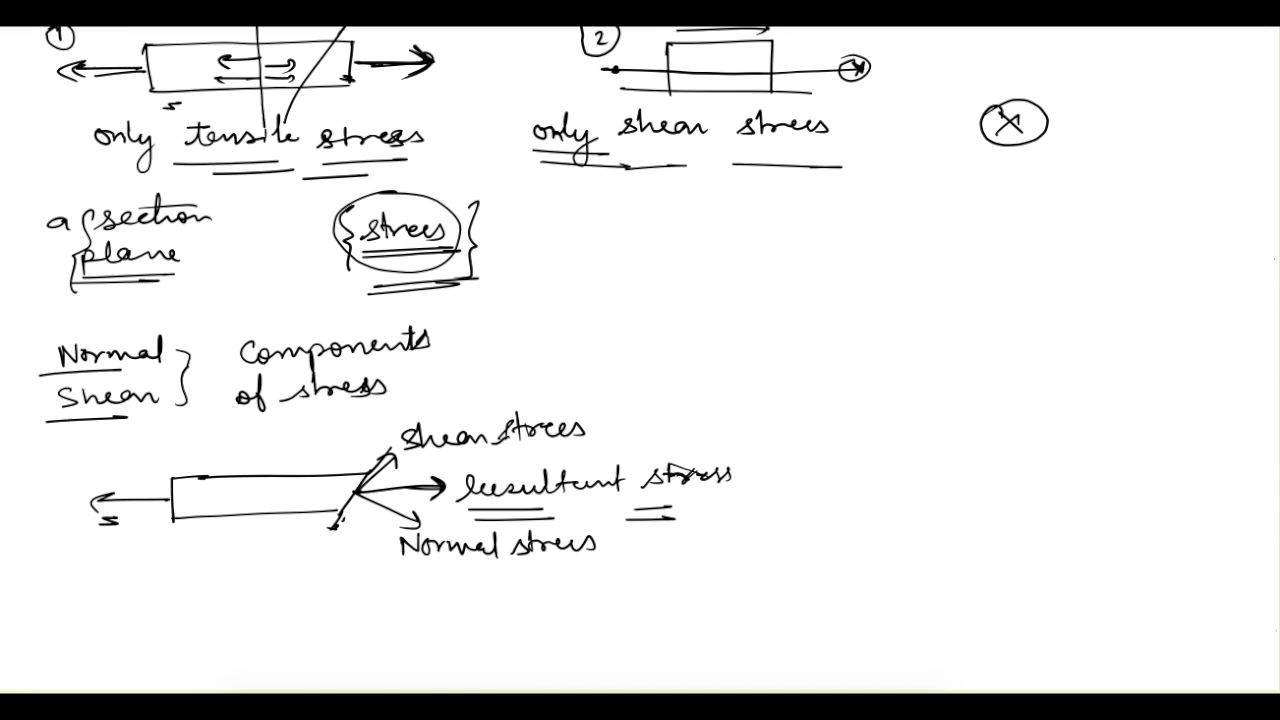 1
2
only tensile stress
only shear stress
X
a { section
plane
{ stress }
Normal
Shear
} Components
of stress
Shear stress
Resultant stress
Normal stress